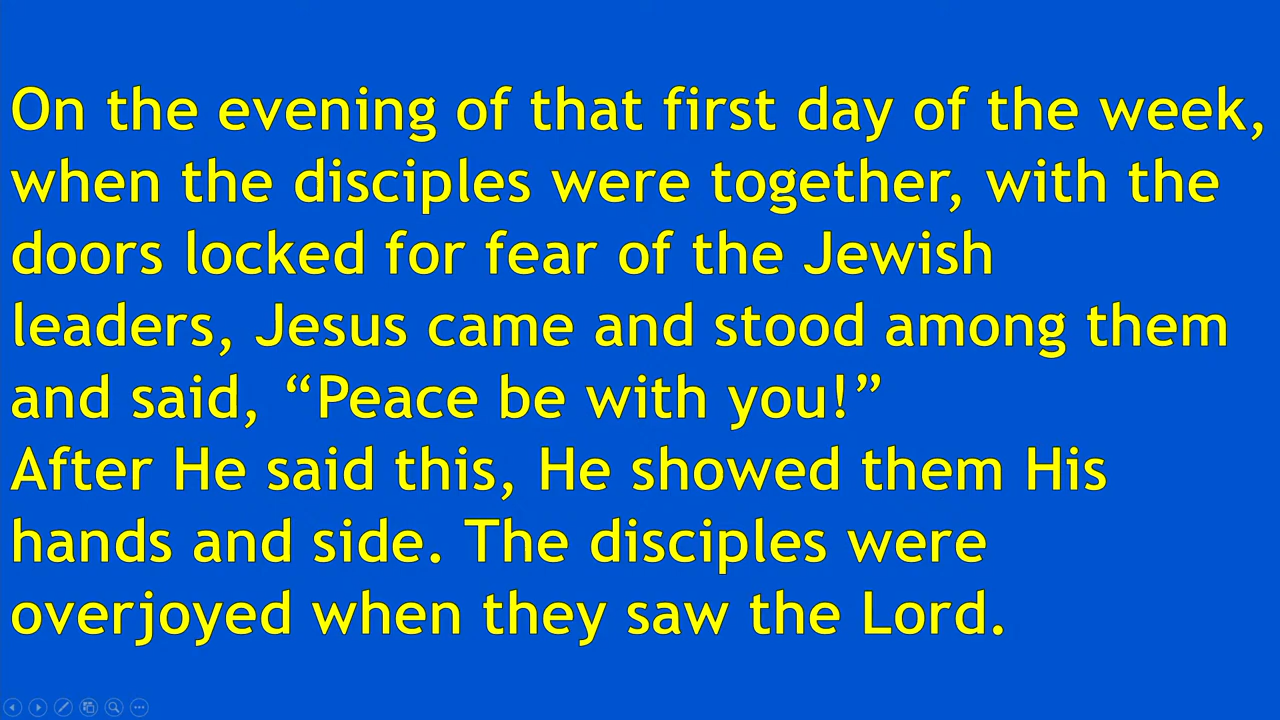 On the evening of that first day of the week,
when the disciples were together, with the
doors locked for fear of the Jewish
leaders, Jesus came and stood among them
and said, “Peace be with you!”
After He said this, He showed them His
hands and side. The disciples were
overjoyed when they saw the Lord.